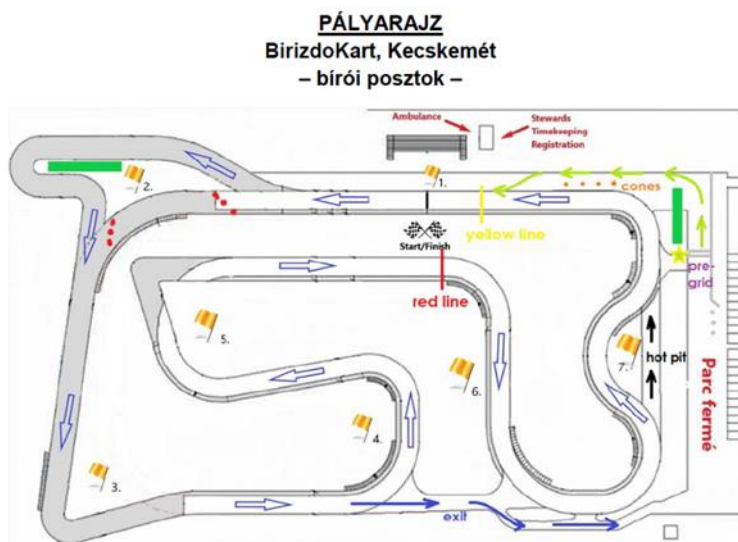 PÁLYARAJZ
BirizdoKart, Kecskemét
– bírói posztok –
Ambulance
Stewards
Timekeeping
Registration
1.
2.
cones
Start/Finish
yellow line
pre-
grid
red line
5.
6.
7.
hot pit
Parc fermé
4.
3.
exit